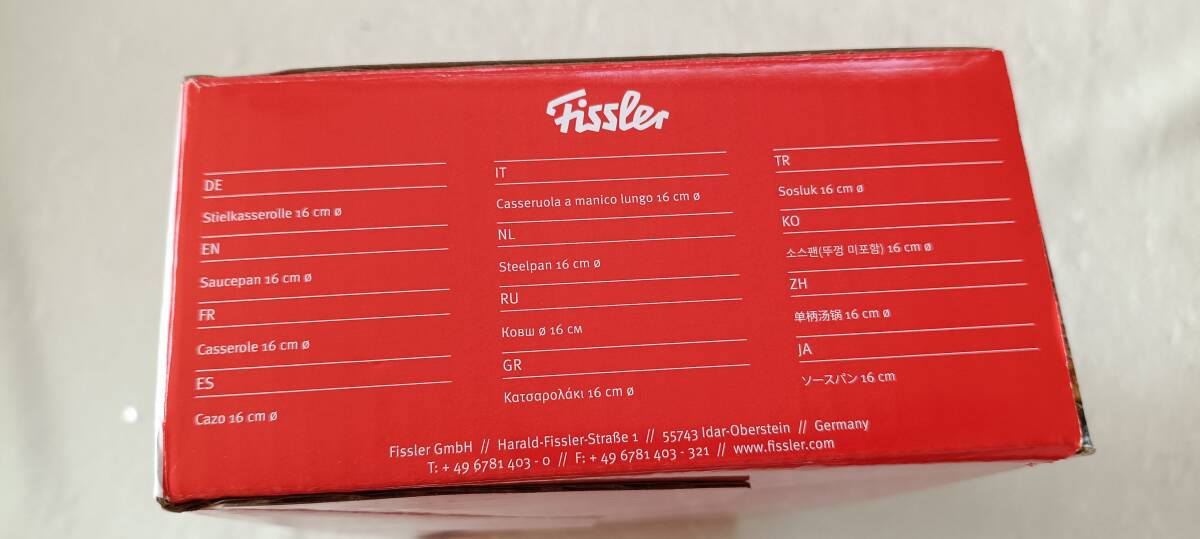 Fissler
DE
Stielkasserolle 16 cm ø
EN
Saucepan 16 cm ø
FR
Casserole 16 cm ø
ES
Cazo 16 cm ø
IT
Casseruola a manico lungo 16 cm ø
NL
Steelpan 16 cm ø
RU
Ковш ø 16 см
GR
Κατσαρολάκι 16 cm ø
TR
Sosluk 16 cm ø
KO
소스팬(뚜껑 미포함) 16 cm ø
ZH
单柄汤锅 16 cm ø
JA
ソースパン 16 cm
Fissler GmbH // Harald-Fissler-Straße 1 // 55743 Idar-Oberstein // Germany
T: + 49 6781 403 - 0 // F: + 49 6781 403 - 321 // www.fissler.com